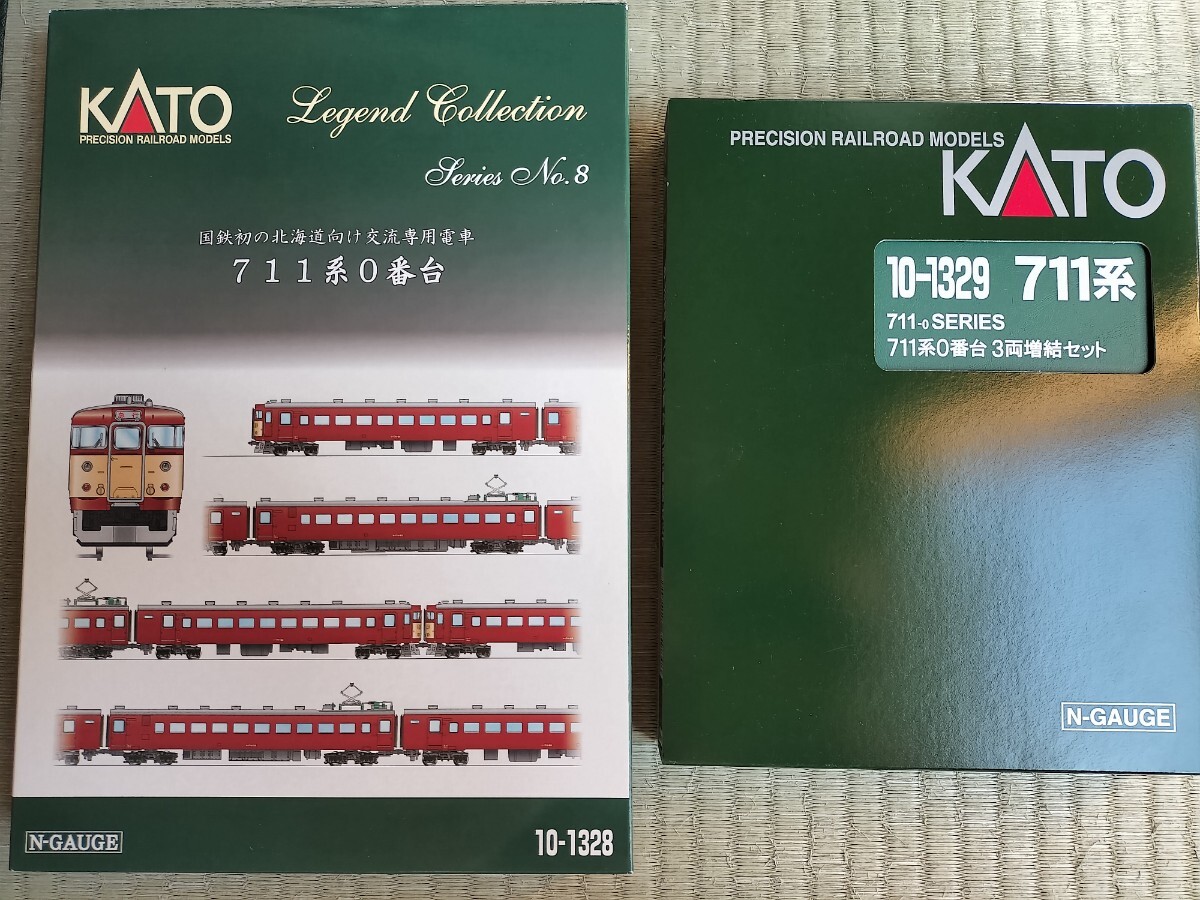 KATO
PRECISION RAILROAD MODELS
Legend Collection
Series No.8
国鉄初の北海道向け交流専用電車
711系0番台
N-GAUGE
10-1328
PRECISION RAILROAD MODELS
KATO
10-1329 711系
711-0 SERIES
711系0番台 3両増結セット
N-GAUGE